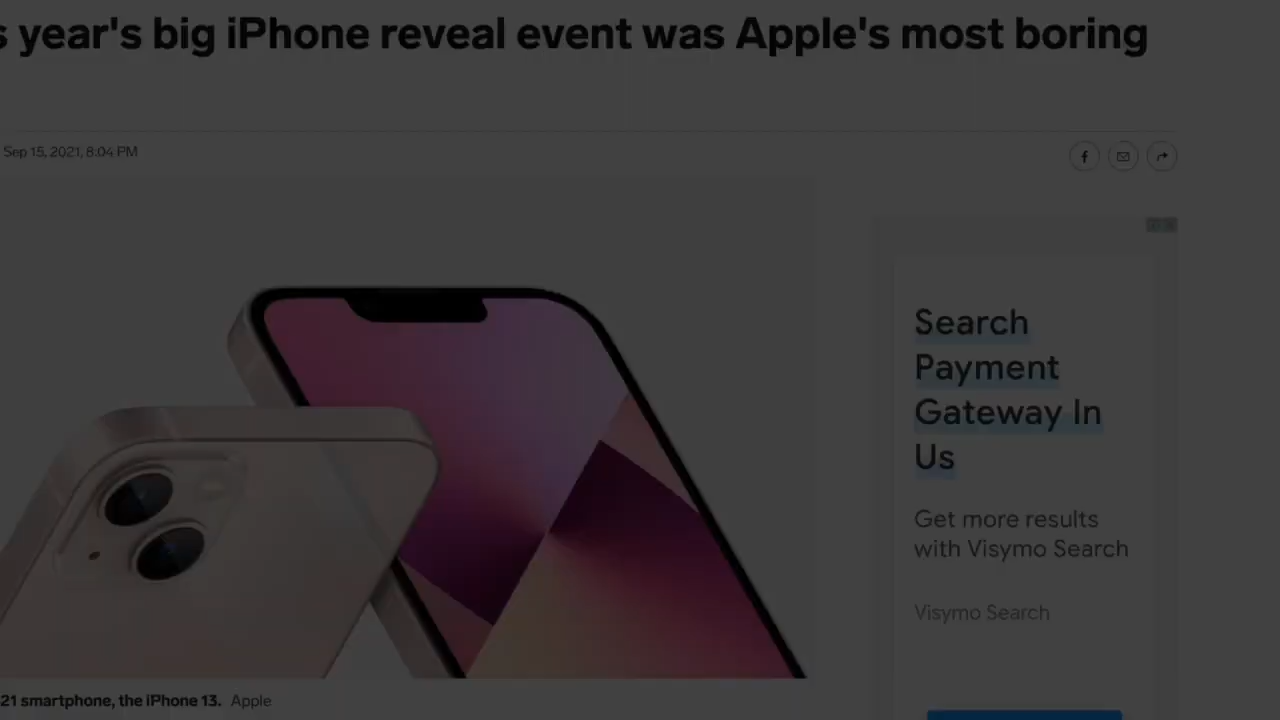 year's big iPhone reveal event was Apple's most boring
Sep 15, 2021, 8:04 PM
Search
Payment
Gateway In
Us
Get more results
with Visymo Search
Visymo Search
21 smartphone, the iPhone 13. Apple